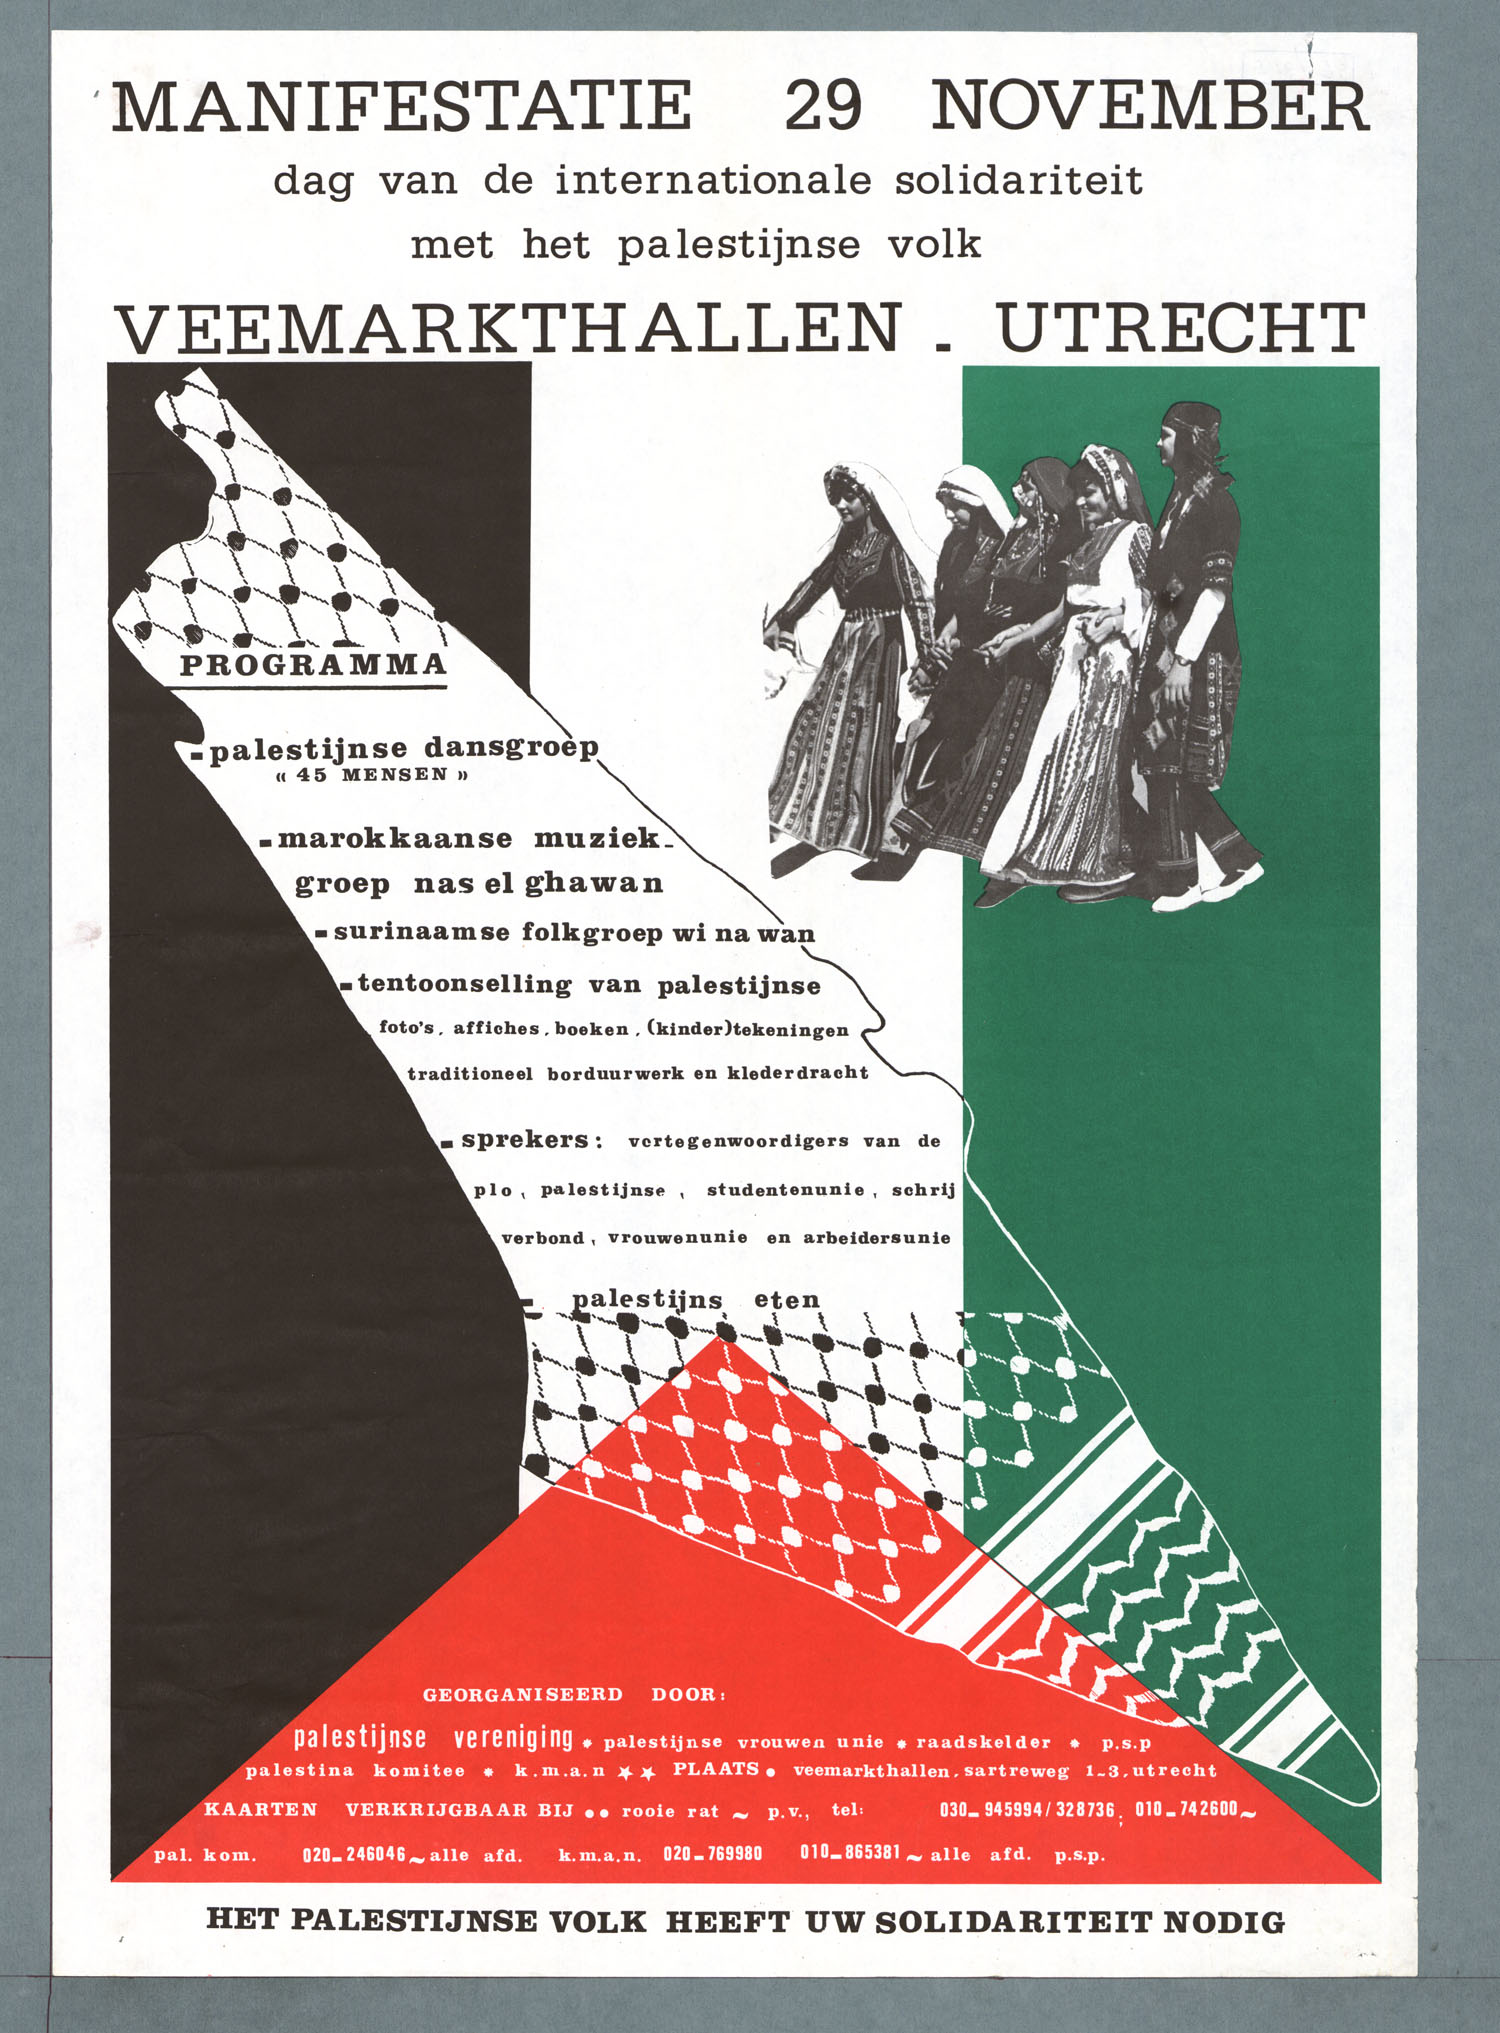 MANIFESTATIE 29 NOVEMBER
dag van de internationale solidariteit
met het palestijnse volk
VEEMARKTHALLEN - UTRECHT
PROGRAMMA
- palestijnse dansgroep
« 45 MENSEN »
- marokkaanse muziek-
groep nas el ghawan
- surinaamse folkgroep wi na wan
- tentoonselling van palestijnse
foto's, affiches, boeken, (kinder)tekeningen
traditioneel borduurwerk en klederdracht
- sprekers: vertegenwoordigers van de
plo, palestijnse, studentenunie, schrij
verbond, vrouwenunie en arbeidersunie
- palestijns eten
GEORGANISEERD DOOR:
palestijnse vereniging * palestijnse vrouwen unie * raadskelder * p.s.p
palestina komitee * k.m.a.n ★★ PLAATS ● veemarkthallen, sartreweg 1-3, utrecht
KAARTEN VERKRIJGBAAR BIJ ●● rooie rat ~ p.v., tel: 030-945994/328736; 010-742600~
pal. kom. 020-246046~alle afd. k.m.a.n. 020-769980 010-865381~alle afd. p.s.p.
HET PALESTIJNSE VOLK HEEFT UW SOLIDARITEIT NODIG